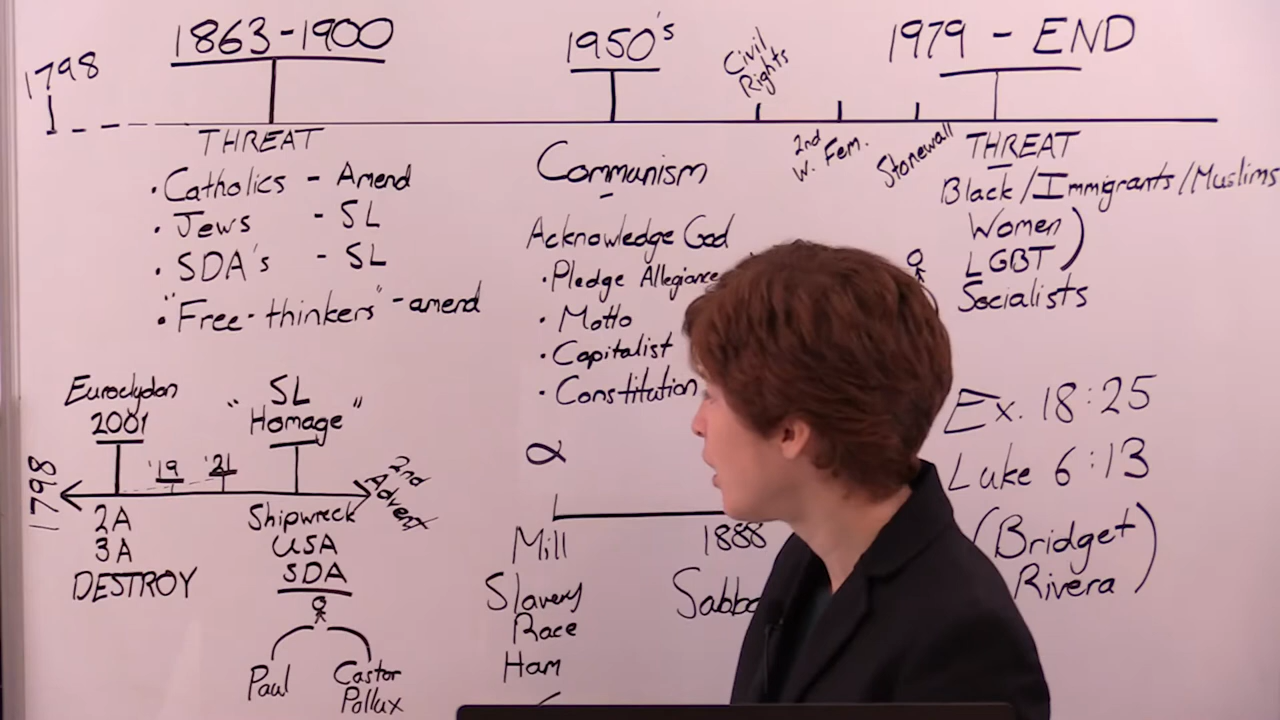 1798
1863-1900
1950's
Civil
Rights
2nd
W. Fem.
Stonewall
1979 - END
THREAT
• Catholics - Amend
• Jews - SL
• SDA's - SL
• "Free-thinkers" - amend
Communism
Acknowledge God
• Pledge Allegiance
• Motto
• Capitalist
• Constitution
THREAT
Black/Immigrants/Muslims
Women)
LGBT)
Socialists
Euroclydon
2001
'19
'21
"SL
Homage"
1798
2nd
Advent
2A
3A
DESTROY
Shipwreck
USA
SDA
Paul
Castor
Pollux
α
Mill
Slavery
Race
Ham
1888
Ex. 18:25
Luke 6:13
(Bridget
Rivera)